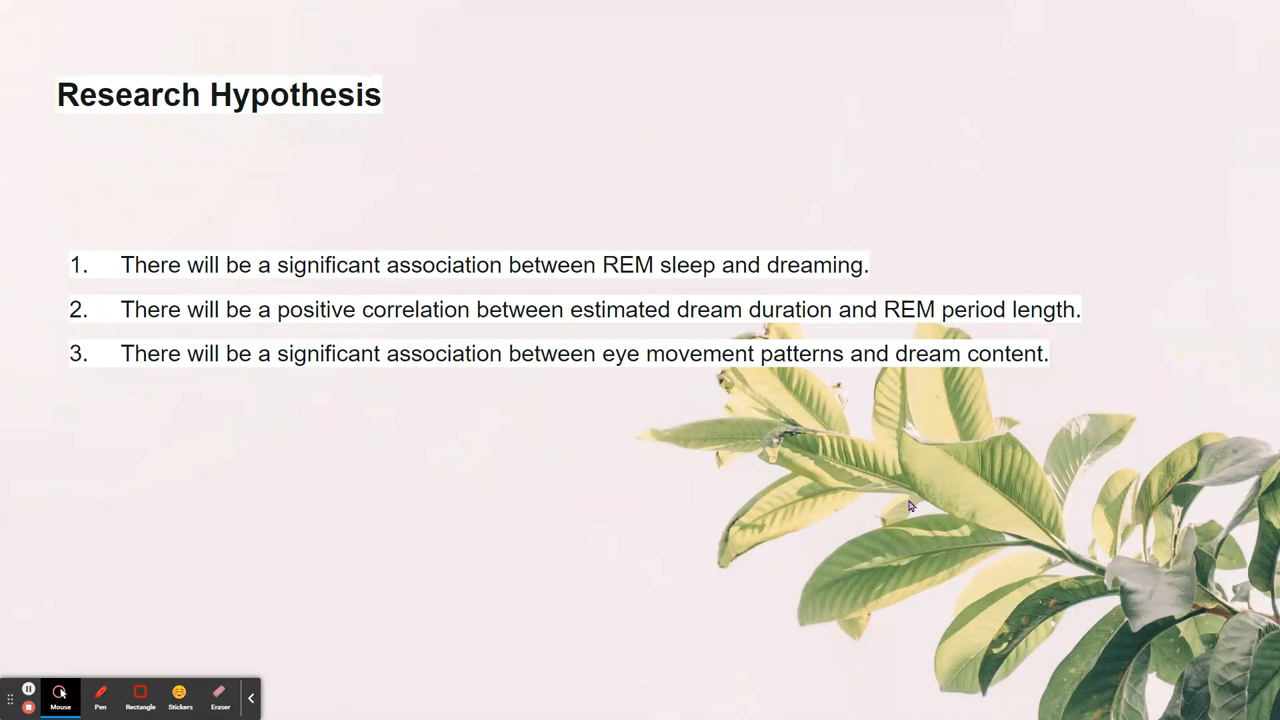 Research Hypothesis
1. There will be a significant association between REM sleep and dreaming.
2. There will be a positive correlation between estimated dream duration and REM period length.
3. There will be a significant association between eye movement patterns and dream content.
Mouse Pen Rectangle Stickers Eraser